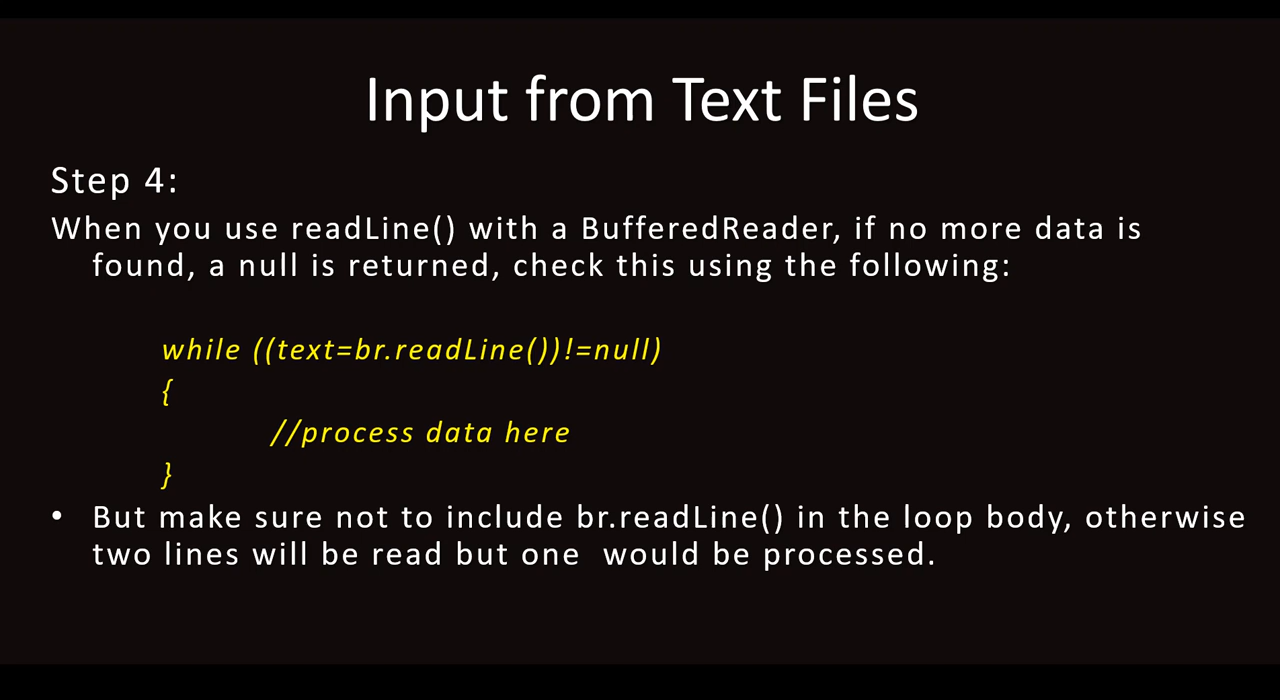 Input from Text Files
Step 4:
When you use readLine() with a BufferedReader, if no more data is
found, a null is returned, check this using the following:
while ((text=br.readLine())!=null)
{
//process data here
}
• But make sure not to include br.readLine() in the loop body, otherwise
two lines will be read but one would be processed.